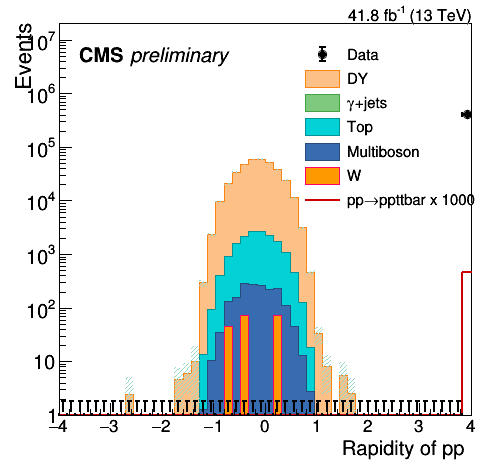 41.8 fb⁻¹ (13 TeV)
Events
CMS preliminary
Data
DY
γ+jets
Top
Multiboson
W
pp→ppttbar x 1000
10⁷
10⁶
10⁵
10⁴
10³
10²
10
1
−4 −3 −2 −1 0 1 2 3 4
Rapidity of pp